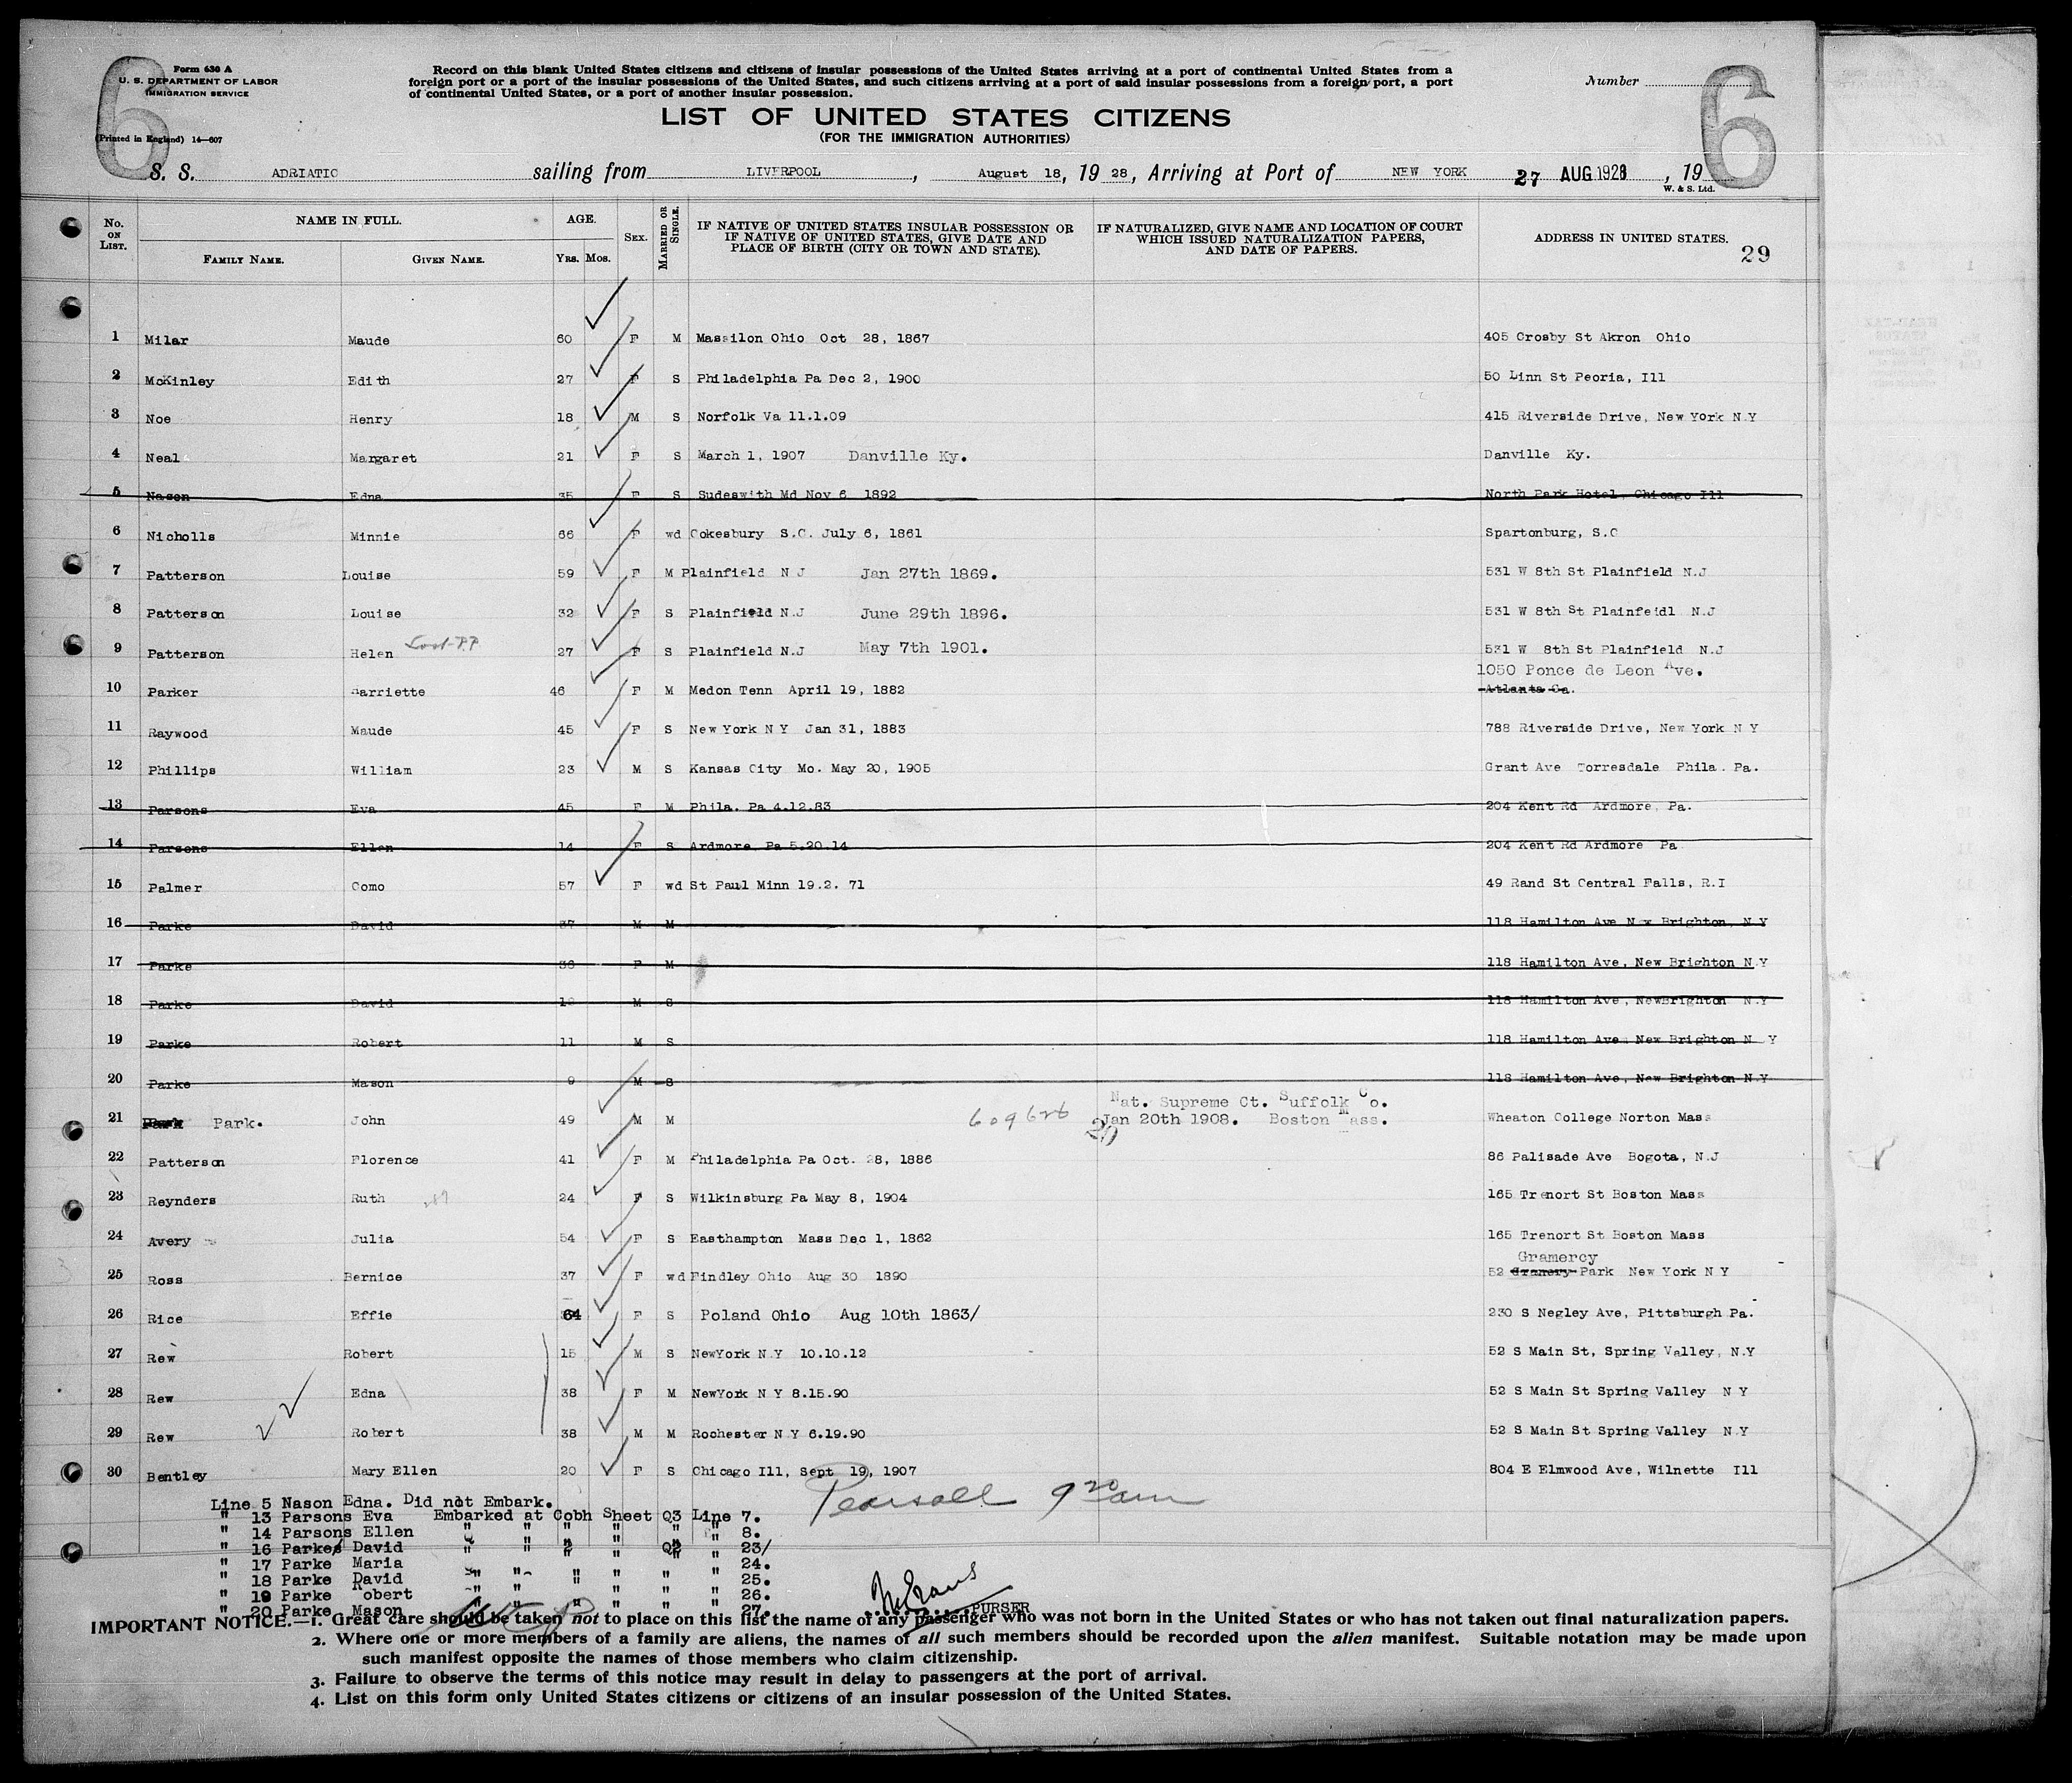 6
Form 630 A
U. S. DEPARTMENT OF LABOR
IMMIGRATION SERVICE
(Printed in England) 14—607
Record on this blank United States citizens and citizens of insular possessions of the United States arriving at a port of continental United States from a
foreign port or a port of the insular possessions of the United States, and such citizens arriving at a port of said insular possessions from a foreign port, a port
of continental United States, or a port of another insular possession.
Number
6
LIST OF UNITED STATES CITIZENS
(FOR THE IMMIGRATION AUTHORITIES)
S. S. ADRIATIC sailing from LIVERPOOL, August 18, 19 28, Arriving at Port of NEW YORK 27 AUG 1928, 19
W. & S. Ltd.
No. ON LIST. NAME IN FULL. AGE. SEX. MARRIED OR SINGLE. IF NATIVE OF UNITED STATES INSULAR POSSESSION OR IF NATIVE OF UNITED STATES, GIVE DATE AND PLACE OF BIRTH (CITY OR TOWN AND STATE). IF NATURALIZED, GIVE NAME AND LOCATION OF COURT WHICH ISSUED NATURALIZATION PAPERS, AND DATE OF PAPERS. ADDRESS IN UNITED STATES. 29
FAMILY NAME. GIVEN NAME. YRS. MOS.
1 Milar Maude 60 F M Massilon Ohio Oct 28, 1867 405 Crosby St Akron Ohio
2 McKinley Edith 27 F S Philadelphia Pa Dec 2, 1900 50 Linn St Peoria, Ill
3 Noe Henry 18 M S Norfolk Va 11.1.09 415 Riverside Drive, New York N.Y
4 Neal Margaret 21 F S March 1, 1907 Danville Ky. Danville Ky.
5 Nason Edna 35 F S Sudeswith Md Nov 6 1892 North Park Hotel, Chicago Ill
6 Nicholls Minnie 66 F wd Cokesbury S.C. July 6, 1861 Spartonburg, S.C
7 Patterson Louise 59 F M Plainfield N J Jan 27th 1869. 531 W 8th St Plainfield N.J
8 Patterson Louise 32 F S Plainfield N.J June 29th 1896. 531 W 8th St Plainfeidl N.J
9 Patterson Helen 27 F S Plainfield N.J May 7th 1901. 531 W 8th St Plainfield N.J
1050 Ponce de Leon Ave.
10 Parker Harriette 46 F M Medon Tenn April 19, 1882 Atlanta Ga.
11 Raywood Maude 45 F S New York N Y Jan 31, 1883 788 Riverside Drive, New York N Y
12 Phillips William 23 M S Kansas City Mo. May 20, 1905 Grant Ave Torresdale Phila. Pa.
13 Parsons Eva 45 F M Phila. Pa 4.12.83 204 Kent Rd Ardmore, Pa.
14 Parsons Ellen 14 F S Ardmore, Pa 5.20.14 204 Kent Rd Ardmore Pa
15 Palmer Como 57 F wd St Paul Minn 19.2. 71 49 Rand St Central Falls, R.I
16 Parke David 37 M M 118 Hamilton Ave New Brighton, N.Y
17 Parke F M 118 Hamilton Ave, New Brighton N.Y
18 Parke David M S 118 Hamilton Ave, NewBrighton N.Y
19 Parke Robert 11 M S 118 Hamilton Ave New Brighton N Y
20 Parke Mason 9 M S 118 Hamilton Ave, New Brighton N.Y
Nat. Supreme Ct. Suffolk Co.
21 Park. John 49 M M 609626 Jan 20th 1908. Boston Mass. Wheaton College Norton Mass
20
22 Patterson Florence 41 F M Philadelphia Pa Oct. 28, 1886 86 Palisade Ave Bogota, N.J
23 Reynders Ruth 24 F S Wilkinsburg Pa May 8, 1904 165 Trenort St Boston Mass
24 Avery Julia 54 F S Easthampton Mass Dec 1, 1862 165 Trenort St Boston Mass
Gramercy
25 Ross Bernice 37 F wd Findley Ohio Aug 30 1890 52 Gramery Park New York N Y
26 Rice Effie 64 F S Poland Ohio Aug 10th 1863/ 230 S Negley Ave, Pittsburgh Pa.
27 Rew Robert 15 M S NewYork N.Y 10.10.12 52 S Main St, Spring Valley, N.Y
28 Rew Edna 38 F M NewYork N Y 8.15.90 52 S Main St Spring Valley N Y
29 Rew Robert 38 M M Rochester N Y 6.19.90 52 S Main St Spring Valley N.Y
30 Bentley Mary Ellen 20 F S Chicago Ill, Sept 19, 1907 804 E Elmwood Ave, Wilnette Ill
Pearsall 9 20 am
Line 5 Nason Edna. Did not Embark.
" 13 Parsons Eva Embarked at Cobh Sheet Q3 Line 7.
" 14 Parsons Ellen " " " " " " 8.
" 16 Parke David " " " " Q2 " 23/
" 17 Parke Maria " 24.
" 18 Parke David " " " " " " 25.
" 19 Parke Robert " " " " " " 26.
" 20 Parke Mason " " " " " 27.
PURSER
IMPORTANT NOTICE.—1. Great care should be taken not to place on this list the name of any passenger who was not born in the United States or who has not taken out final naturalization papers.
2. Where one or more members of a family are aliens, the names of all such members should be recorded upon the alien manifest. Suitable notation may be made upon
such manifest opposite the names of those members who claim citizenship.
3. Failure to observe the terms of this notice may result in delay to passengers at the port of arrival.
4. List on this form only United States citizens or citizens of an insular possession of the United States.